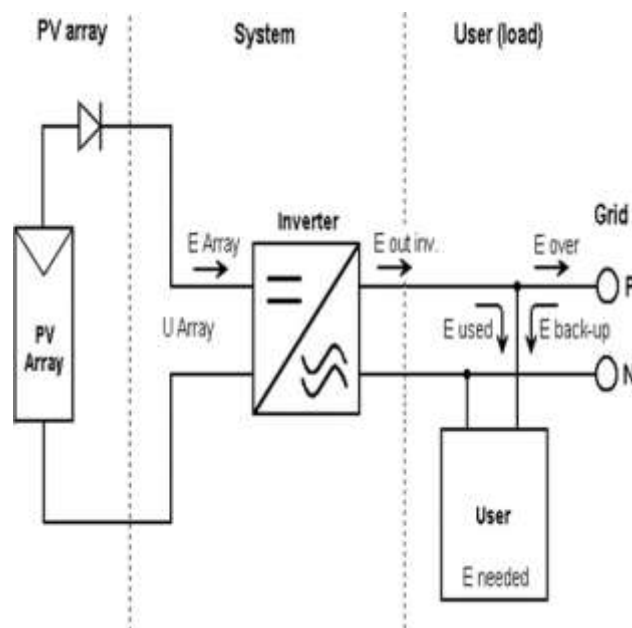 PV array
System
User (load)
Inverter
Grid
E Array
E out inv.
E over
P
U Array
E used
E back-up
PV
Array
N
User
E needed